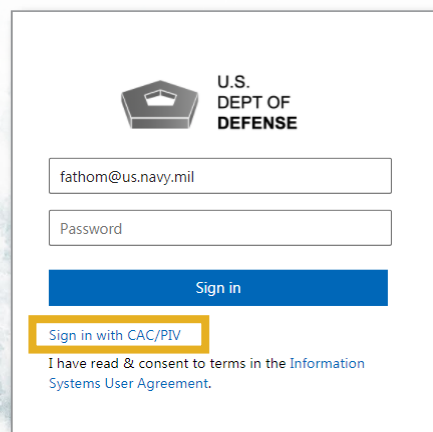 U.S.
DEPT OF
DEFENSE
fathom@us.navy.mil
Password
Sign in
Sign in with CAC/PIV
I have read & consent to terms in the Information
Systems User Agreement.